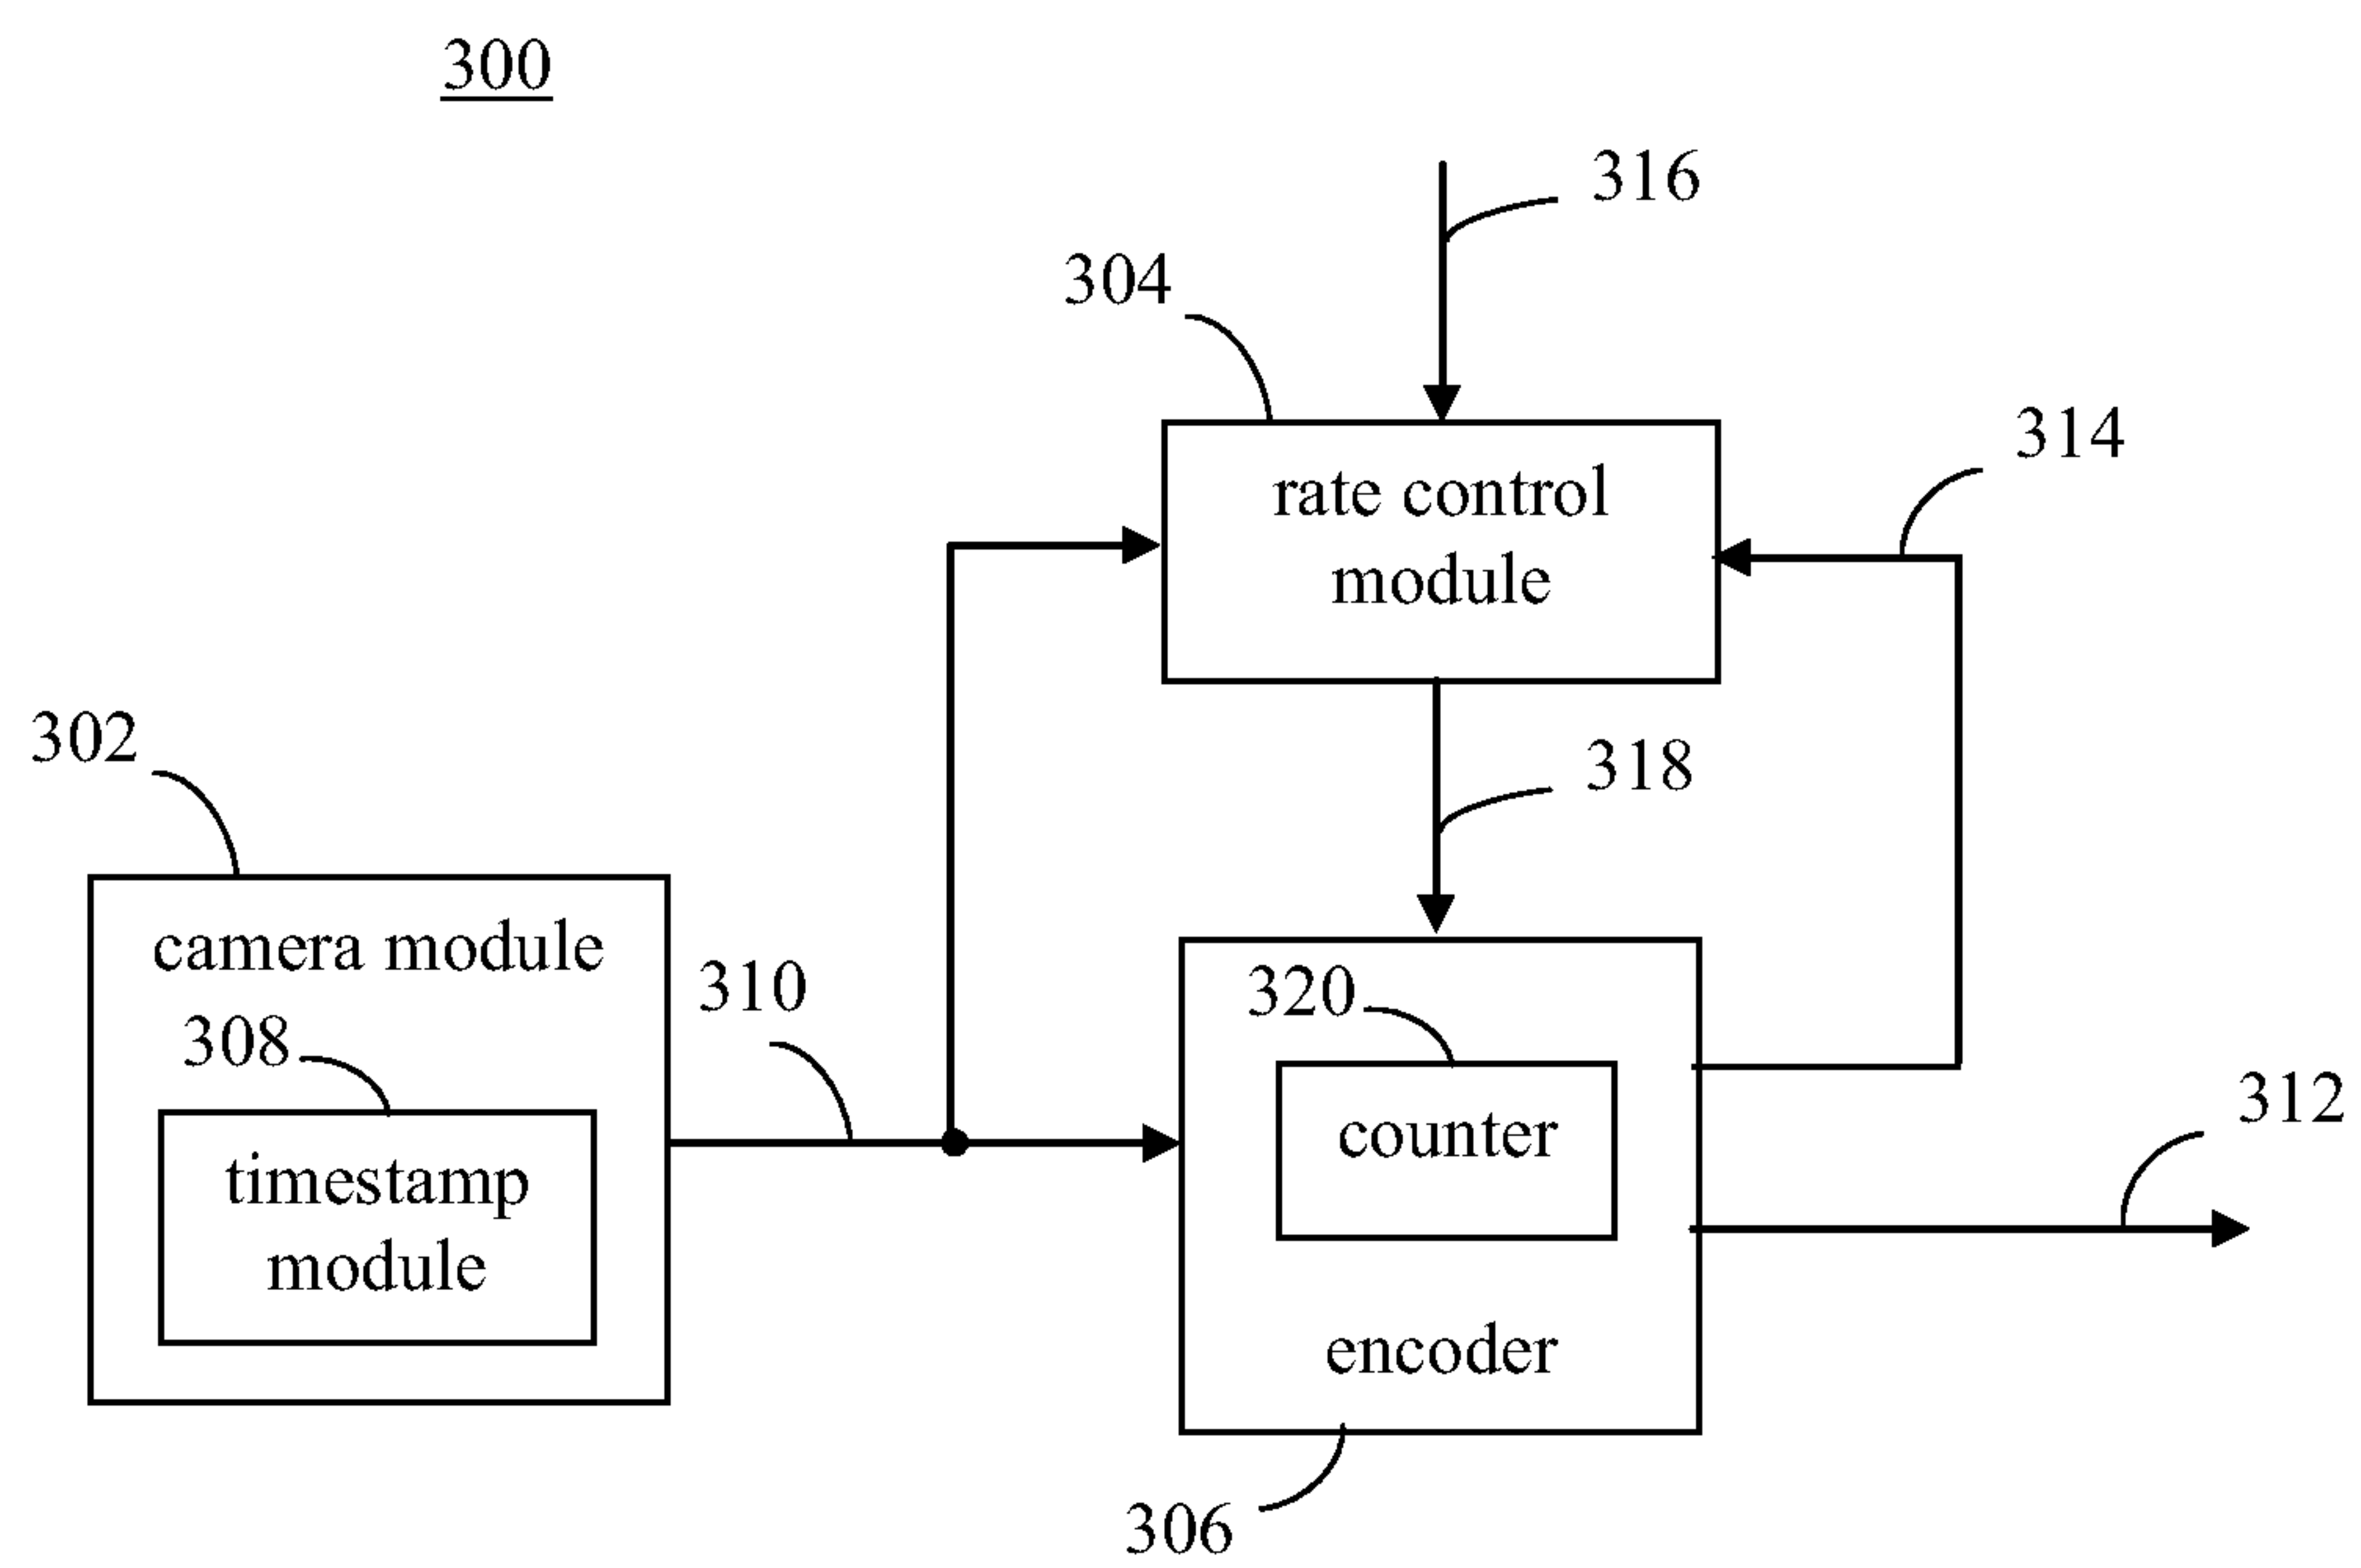 300
316
304
314
rate control
module
302
318
camera module
310
320
308
counter
312
timestamp
module
encoder
306